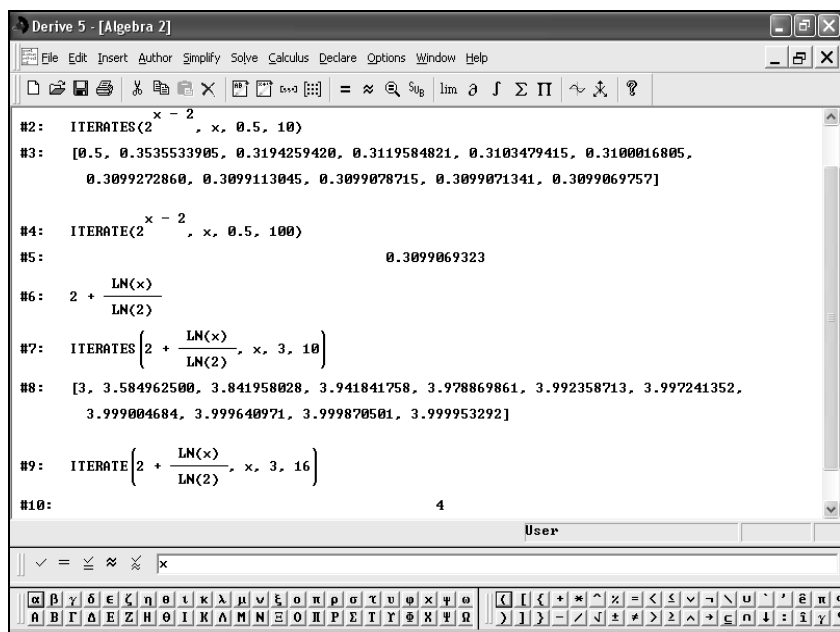 Derive 5 - [Algebra 2]
File Edit Insert Author Simplify Solve Calculus Declare Options Window Help
= ≈ SUB lim ∂ ∫ Σ Π ?
#2: ITERATES(2^(x - 2), x, 0.5, 10)
#3: [0.5, 0.3535533905, 0.3194259420, 0.3119584821, 0.3103479415, 0.3100016805,
0.3099272860, 0.3099113045, 0.3099078715, 0.3099071341, 0.3099069757]
#4: ITERATE(2^(x - 2), x, 0.5, 100)
#5: 0.3099069323
#6: 2 + LN(x)/LN(2)
#7: ITERATES(2 + LN(x)/LN(2), x, 3, 10)
#8: [3, 3.584962500, 3.841958028, 3.941841758, 3.978869861, 3.992358713, 3.997241352,
3.999004684, 3.999640971, 3.999870501, 3.999953292]
#9: ITERATE(2 + LN(x)/LN(2), x, 3, 16)
#10: 4
User
✓ = ≈ x
α β γ δ ε ζ η θ ι κ λ μ ν ξ ο π ρ σ τ υ φ χ ψ ω ( [ { + * ^ % = < ≤ ∨ ¬ \ ∪ ` ' ê π
Α Β Γ Δ Ε Ζ Η Θ Ι Κ Λ Μ Ν Ξ Ο Π Ρ Σ Τ Υ Φ Χ Ψ Ω ) ] } - / √ ± ≠ > ≥ ∧ → ⊆ ∩ ↓ : î γ